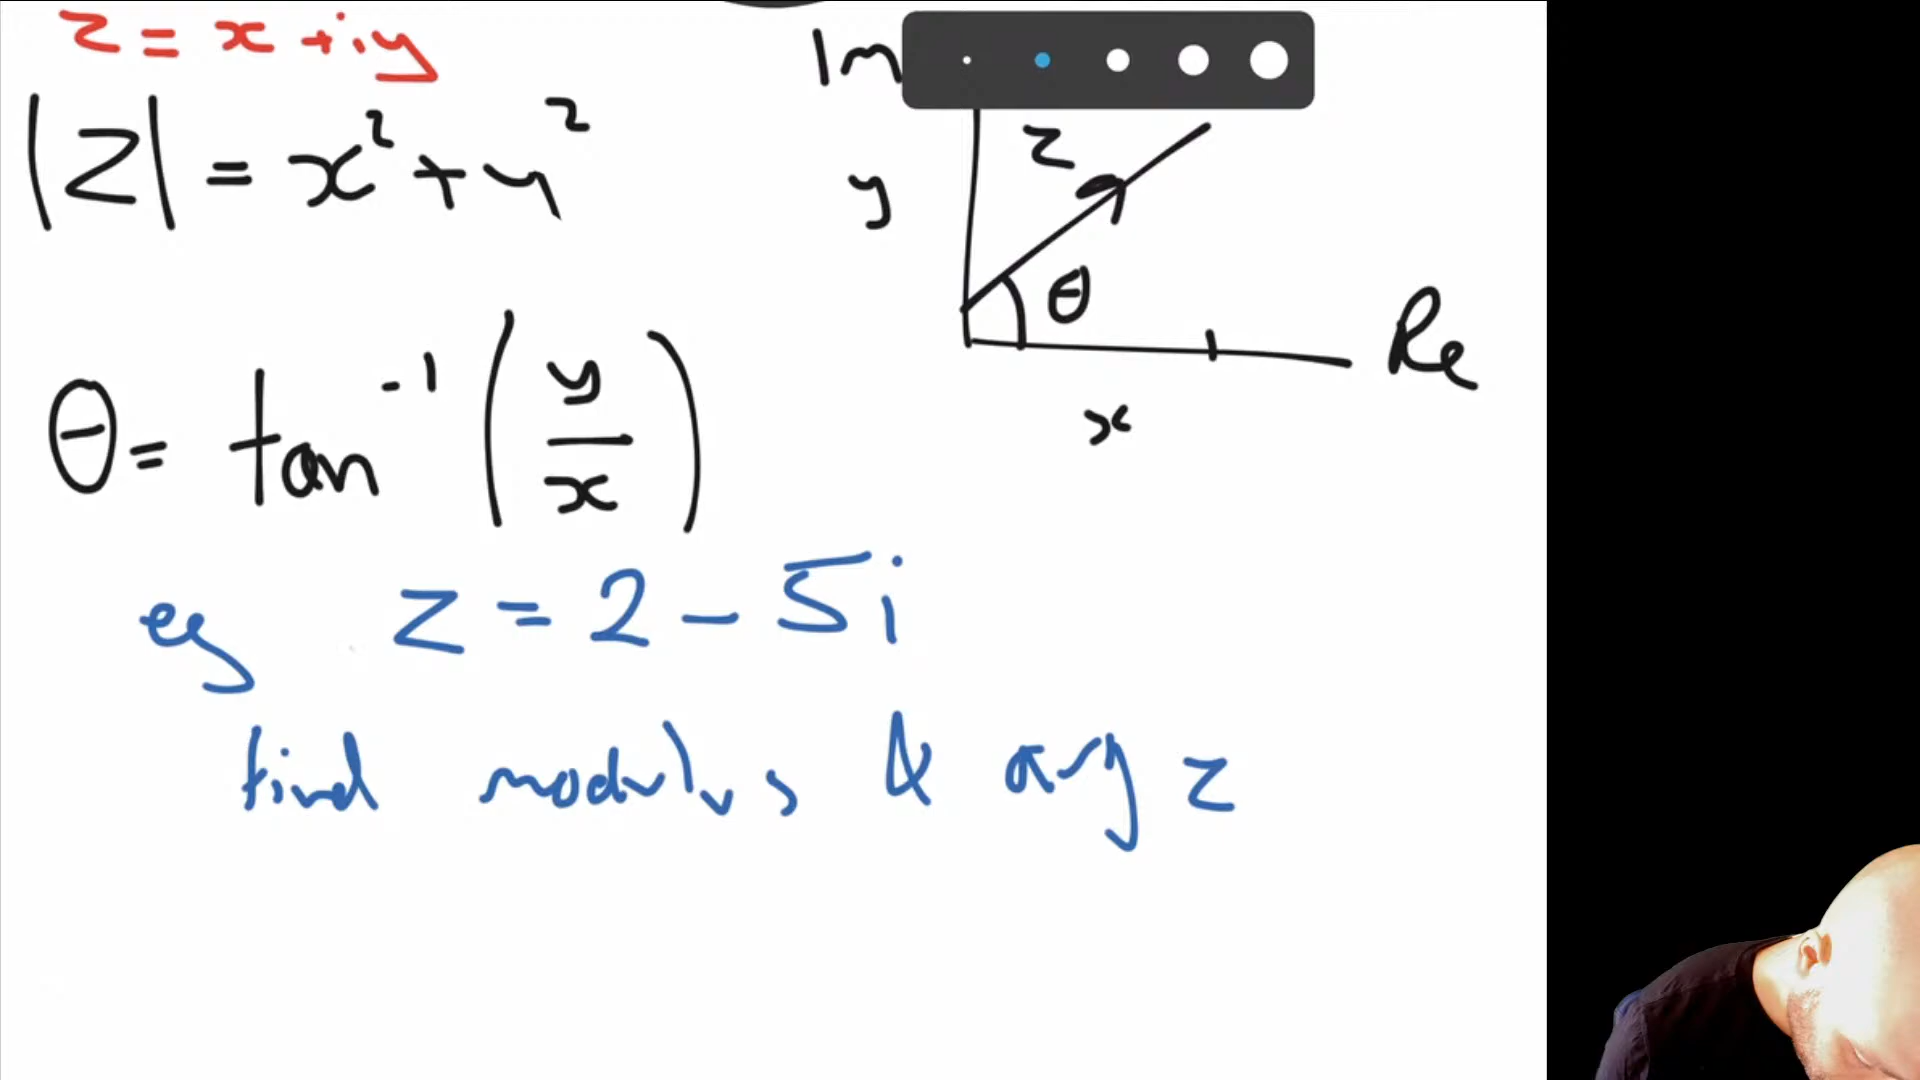 z = x + iy
|z| = x² + y²
θ = tan⁻¹ (y/x)
Im
y
z
θ
Re
x
eg z = 2 - 5i
find modulus & arg z